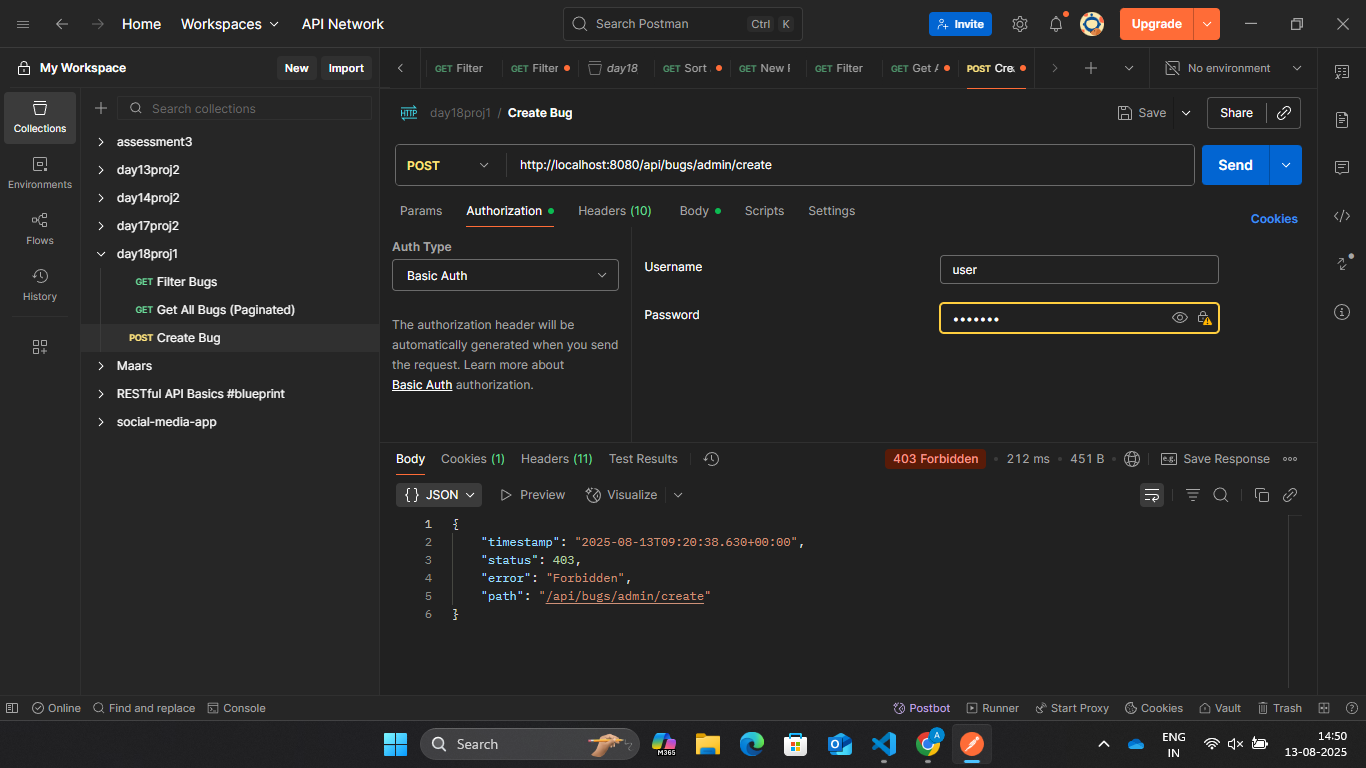 Home
Workspaces
API Network
Search Postman
Ctrl
K
Invite
Upgrade
My Workspace
New
Import
GET Filter
GET Filter
day18
GET Sort
GET New
GET Filter
GET Get
POST Cre
No environment
Collections
Environments
Flows
History
Search collections
assessment3
day13proj2
day14proj2
day17proj2
day18proj1
GET Filter Bugs
GET Get All Bugs (Paginated)
POST Create Bug
Maars
RESTful API Basics #blueprint
social-media-app
HTTP
day18proj1 / Create Bug
Save
Share
POST
http://localhost:8080/api/bugs/admin/create
Send
Params
Authorization
Headers (10)
Body
Scripts
Settings
Cookies
Auth Type
Basic Auth
The authorization header will be
automatically generated when you send
the request. Learn more about
Basic Auth authorization.
Username
user
Password
•••••••
Body
Cookies (1)
Headers (11)
Test Results
403 Forbidden
212 ms
451 B
e.g.
Save Response
{} JSON
Preview
Visualize
1 {
2 "timestamp": "2025-08-13T09:20:38.630+00:00",
3 "status": 403,
4 "error": "Forbidden",
5 "path": "/api/bugs/admin/create"
6 }
Online
Find and replace
Console
Postbot
Runner
Start Proxy
Cookies
Vault
Trash
Search
M365
A
ENG
IN
14:50
13-08-2025